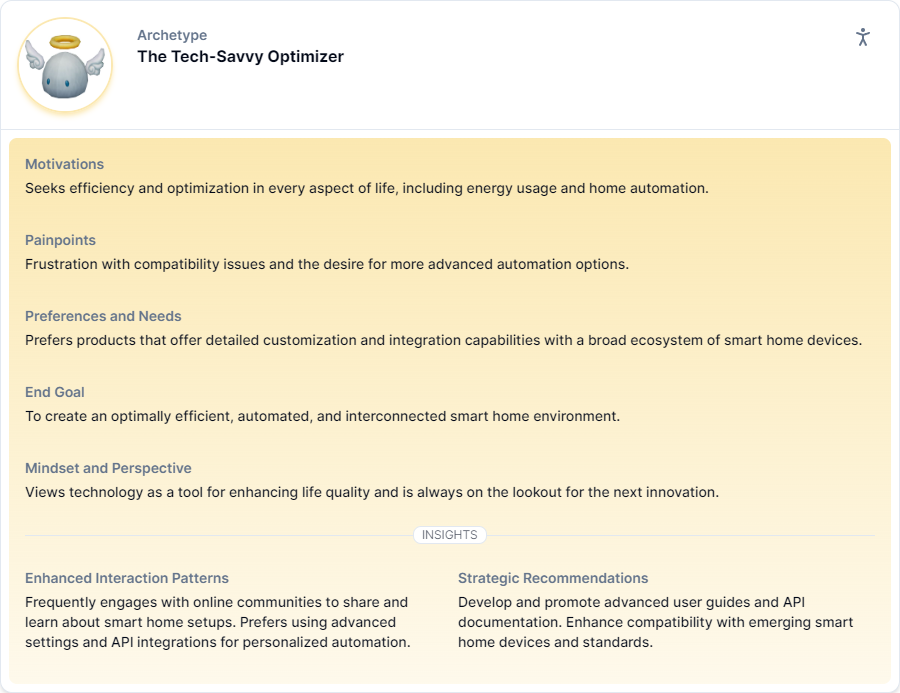 Archetype
The Tech-Savvy Optimizer
Motivations
Seeks efficiency and optimization in every aspect of life, including energy usage and home automation.
Painpoints
Frustration with compatibility issues and the desire for more advanced automation options.
Preferences and Needs
Prefers products that offer detailed customization and integration capabilities with a broad ecosystem of smart home devices.
End Goal
To create an optimally efficient, automated, and interconnected smart home environment.
Mindset and Perspective
Views technology as a tool for enhancing life quality and is always on the lookout for the next innovation.
INSIGHTS
Enhanced Interaction Patterns
Frequently engages with online communities to share and
learn about smart home setups. Prefers using advanced
settings and API integrations for personalized automation.
Strategic Recommendations
Develop and promote advanced user guides and API
documentation. Enhance compatibility with emerging smart
home devices and standards.